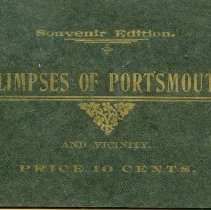 Souvenir Edition.
LIMPSES OF PORTSMOUT
AND VICINITY.
PRICE 10 CENTS.